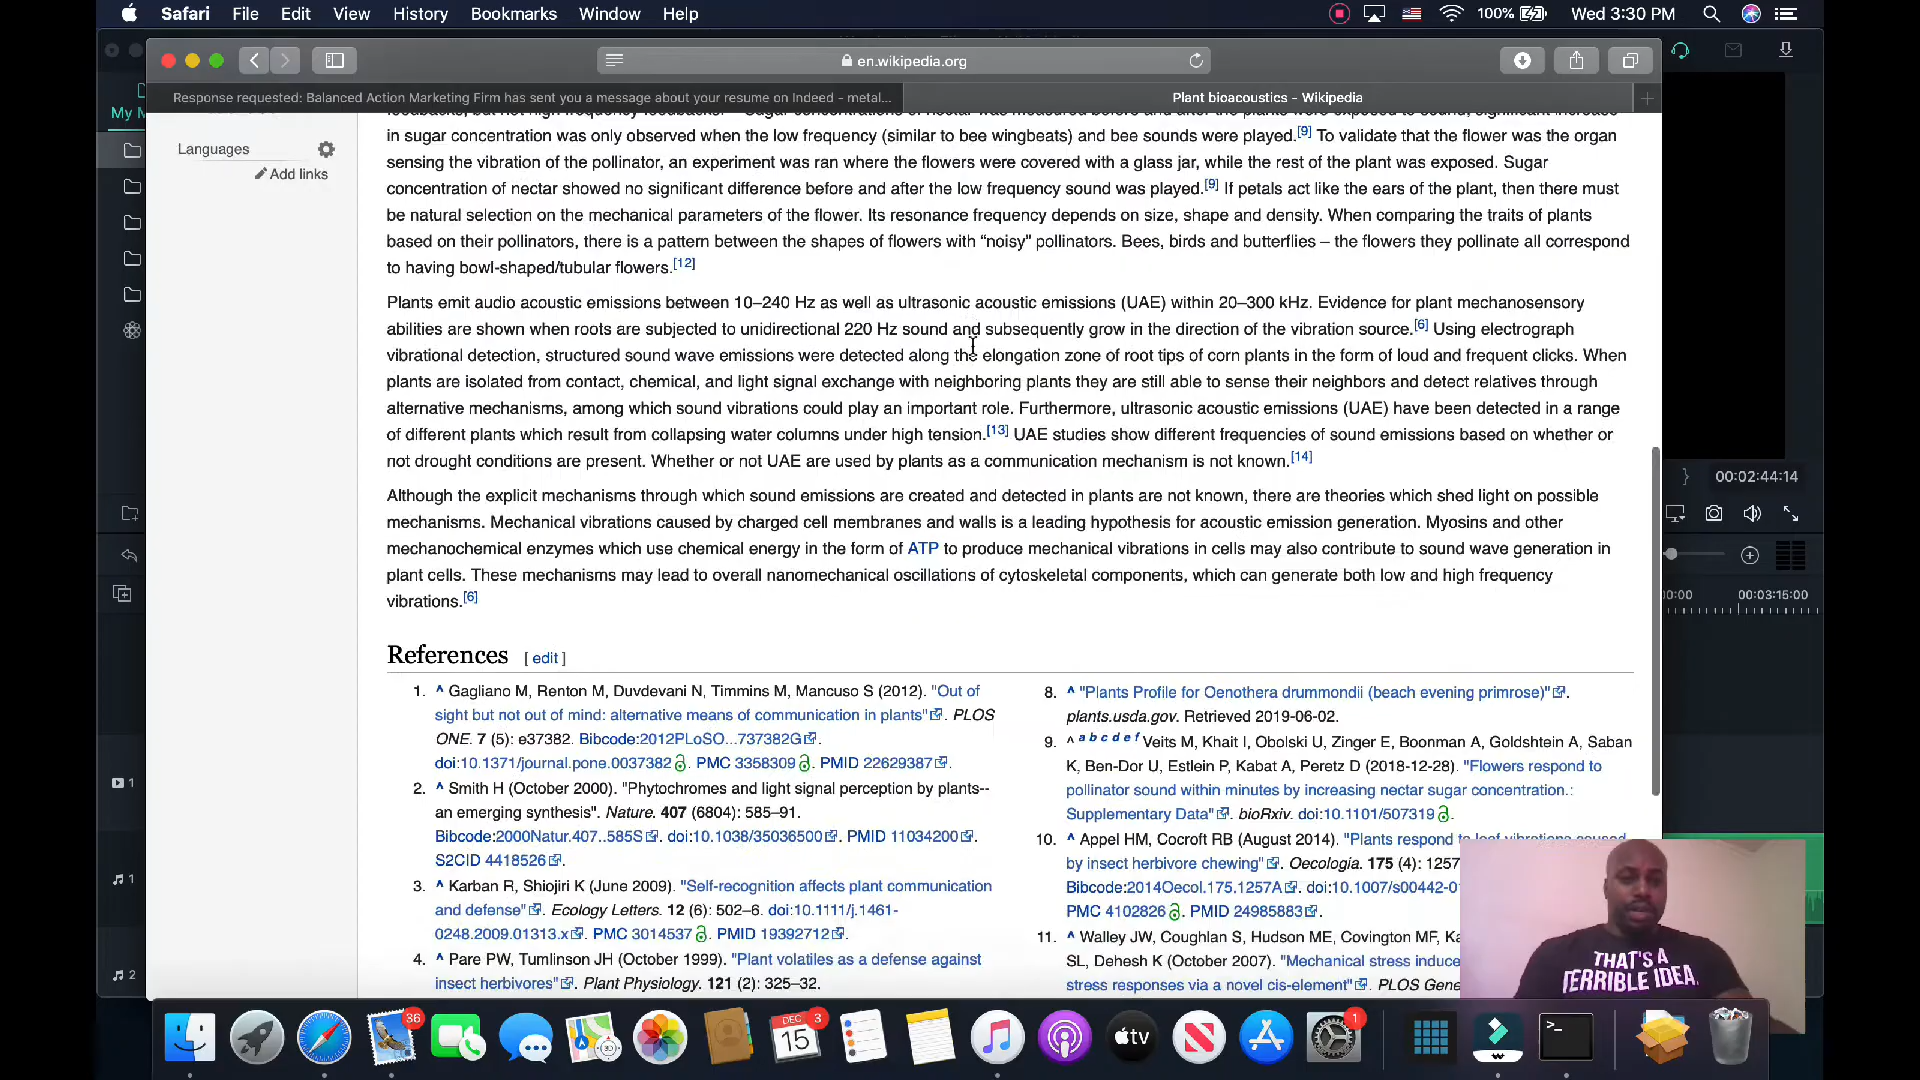 Safari File Edit View History Bookmarks Window Help 100% Wed 3:30 PM
en.wikipedia.org
Response requested: Balanced Action Marketing Firm has sent you a message about your resume on Indeed - metal... Plant bioacoustics - Wikipedia
My
Languages
Add links
in sugar concentration was only observed when the low frequency (similar to bee wingbeats) and bee sounds were played.[9] To validate that the flower was the organ
sensing the vibration of the pollinator, an experiment was ran where the flowers were covered with a glass jar, while the rest of the plant was exposed. Sugar
concentration of nectar showed no significant difference before and after the low frequency sound was played.[9] If petals act like the ears of the plant, then there must
be natural selection on the mechanical parameters of the flower. Its resonance frequency depends on size, shape and density. When comparing the traits of plants
based on their pollinators, there is a pattern between the shapes of flowers with “noisy” pollinators. Bees, birds and butterflies – the flowers they pollinate all correspond
to having bowl-shaped/tubular flowers.[12]
Plants emit audio acoustic emissions between 10–240 Hz as well as ultrasonic acoustic emissions (UAE) within 20–300 kHz. Evidence for plant mechanosensory
abilities are shown when roots are subjected to unidirectional 220 Hz sound and subsequently grow in the direction of the vibration source.[6] Using electrograph
vibrational detection, structured sound wave emissions were detected along the elongation zone of root tips of corn plants in the form of loud and frequent clicks. When
plants are isolated from contact, chemical, and light signal exchange with neighboring plants they are still able to sense their neighbors and detect relatives through
alternative mechanisms, among which sound vibrations could play an important role. Furthermore, ultrasonic acoustic emissions (UAE) have been detected in a range
of different plants which result from collapsing water columns under high tension.[13] UAE studies show different frequencies of sound emissions based on whether or
not drought conditions are present. Whether or not UAE are used by plants as a communication mechanism is not known.[14]
Although the explicit mechanisms through which sound emissions are created and detected in plants are not known, there are theories which shed light on possible
mechanisms. Mechanical vibrations caused by charged cell membranes and walls is a leading hypothesis for acoustic emission generation. Myosins and other
mechanochemical enzymes which use chemical energy in the form of ATP to produce mechanical vibrations in cells may also contribute to sound wave generation in
plant cells. These mechanisms may lead to overall nanomechanical oscillations of cytoskeletal components, which can generate both low and high frequency
vibrations.[6]
References [ edit ]
1. ^ Gagliano M, Renton M, Duvdevani N, Timmins M, Mancuso S (2012). "Out of
sight but not out of mind: alternative means of communication in plants". PLOS
ONE. 7 (5): e37382. Bibcode:2012PLoSO...737382G.
doi:10.1371/journal.pone.0037382. PMC 3358309. PMID 22629387.
2. ^ Smith H (October 2000). "Phytochromes and light signal perception by plants--
an emerging synthesis". Nature. 407 (6804): 585–91.
Bibcode:2000Natur.407..585S. doi:10.1038/35036500. PMID 11034200.
S2CID 4418526.
3. ^ Karban R, Shiojiri K (June 2009). "Self-recognition affects plant communication
and defense". Ecology Letters. 12 (6): 502–6. doi:10.1111/j.1461-
0248.2009.01313.x. PMC 3014537. PMID 19392712.
4. ^ Pare PW, Tumlinson JH (October 1999). "Plant volatiles as a defense against
insect herbivores". Plant Physiology. 121 (2): 325–32.
8. ^ "Plants Profile for Oenothera drummondii (beach evening primrose)".
plants.usda.gov. Retrieved 2019-06-02.
9. ^ a b c d e f Veits M, Khait I, Obolski U, Zinger E, Boonman A, Goldshtein A, Saban
K, Ben-Dor U, Estlein P, Kabat A, Peretz D (2018-12-28). "Flowers respond to
pollinator sound within minutes by increasing nectar sugar concentration.:
Supplementary Data". bioRxiv. doi:10.1101/507319.
10. ^ Appel HM, Cocroft RB (August 2014). "Plants respond to leaf vibrations caused
by insect herbivore chewing". Oecologia. 175 (4): 1257
Bibcode:2014Oecol.175.1257A. doi:10.1007/s00442-0
PMC 4102826. PMID 24985883.
11. ^ Walley JW, Coughlan S, Hudson ME, Covington MF, Ka
SL, Dehesh K (October 2007). "Mechanical stress induce
stress responses via a novel cis-element". PLOS Gene
00:02:44:14
00:00 00:03:15:00
1
1
2
THAT'S A
TERRIBLE IDEA.
36
DEC
15
3
tv
1